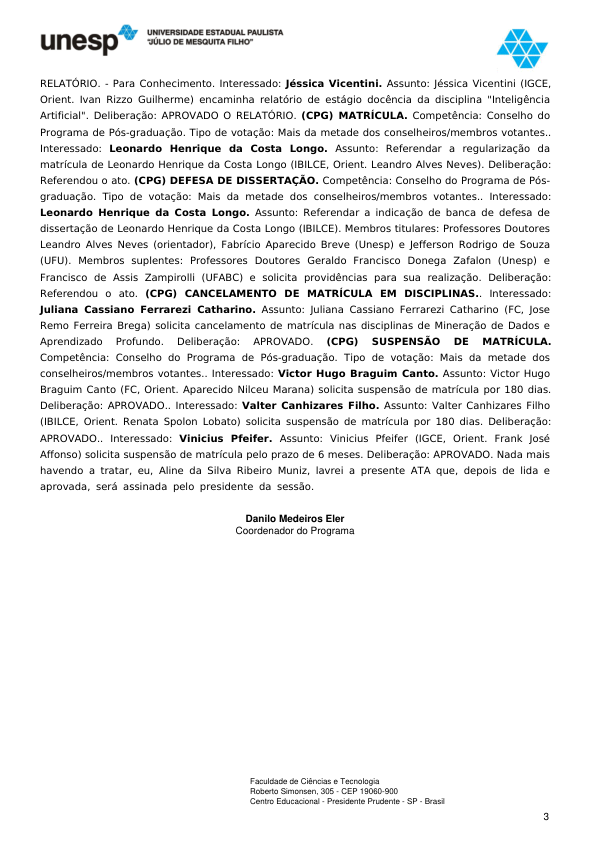 unesp
UNIVERSIDADE ESTADUAL PAULISTA
"JÚLIO DE MESQUITA FILHO"
RELATÓRIO. - Para Conhecimento. Interessado: Jéssica Vicentini. Assunto: Jéssica Vicentini (IGCE,
Orient. Ivan Rizzo Guilherme) encaminha relatório de estágio docência da disciplina "Inteligência
Artificial". Deliberação: APROVADO O RELATÓRIO. (CPG) MATRÍCULA. Competência: Conselho do
Programa de Pós-graduação. Tipo de votação: Mais da metade dos conselheiros/membros votantes..
Interessado: Leonardo Henrique da Costa Longo. Assunto: Referendar a regularização da
matrícula de Leonardo Henrique da Costa Longo (IBILCE, Orient. Leandro Alves Neves). Deliberação:
Referendou o ato. (CPG) DEFESA DE DISSERTAÇÃO. Competência: Conselho do Programa de Pós-
graduação. Tipo de votação: Mais da metade dos conselheiros/membros votantes.. Interessado:
Leonardo Henrique da Costa Longo. Assunto: Referendar a indicação de banca de defesa de
dissertação de Leonardo Henrique da Costa Longo (IBILCE). Membros titulares: Professores Doutores
Leandro Alves Neves (orientador), Fabrício Aparecido Breve (Unesp) e Jefferson Rodrigo de Souza
(UFU). Membros suplentes: Professores Doutores Geraldo Francisco Donega Zafalon (Unesp) e
Francisco de Assis Zampirolli (UFABC) e solicita providências para sua realização. Deliberação:
Referendou o ato. (CPG) CANCELAMENTO DE MATRÍCULA EM DISCIPLINAS.. Interessado:
Juliana Cassiano Ferrarezi Catharino. Assunto: Juliana Cassiano Ferrarezi Catharino (FC, Jose
Remo Ferreira Brega) solicita cancelamento de matrícula nas disciplinas de Mineração de Dados e
Aprendizado Profundo. Deliberação: APROVADO. (CPG) SUSPENSÃO DE MATRÍCULA.
Competência: Conselho do Programa de Pós-graduação. Tipo de votação: Mais da metade dos
conselheiros/membros votantes.. Interessado: Victor Hugo Braguim Canto. Assunto: Victor Hugo
Braguim Canto (FC, Orient. Aparecido Nilceu Marana) solicita suspensão de matrícula por 180 dias.
Deliberação: APROVADO.. Interessado: Valter Canhizares Filho. Assunto: Valter Canhizares Filho
(IBILCE, Orient. Renata Spolon Lobato) solicita suspensão de matrícula por 180 dias. Deliberação:
APROVADO.. Interessado: Vinicius Pfeifer. Assunto: Vinicius Pfeifer (IGCE, Orient. Frank José
Affonso) solicita suspensão de matrícula pelo prazo de 6 meses. Deliberação: APROVADO. Nada mais
havendo a tratar, eu, Aline da Silva Ribeiro Muniz, lavrei a presente ATA que, depois de lida e
aprovada, será assinada pelo presidente da sessão.
Danilo Medeiros Eler
Coordenador do Programa
Faculdade de Ciências e Tecnologia
Roberto Simonsen, 305 - CEP 19060-900
Centro Educacional - Presidente Prudente - SP - Brasil
3